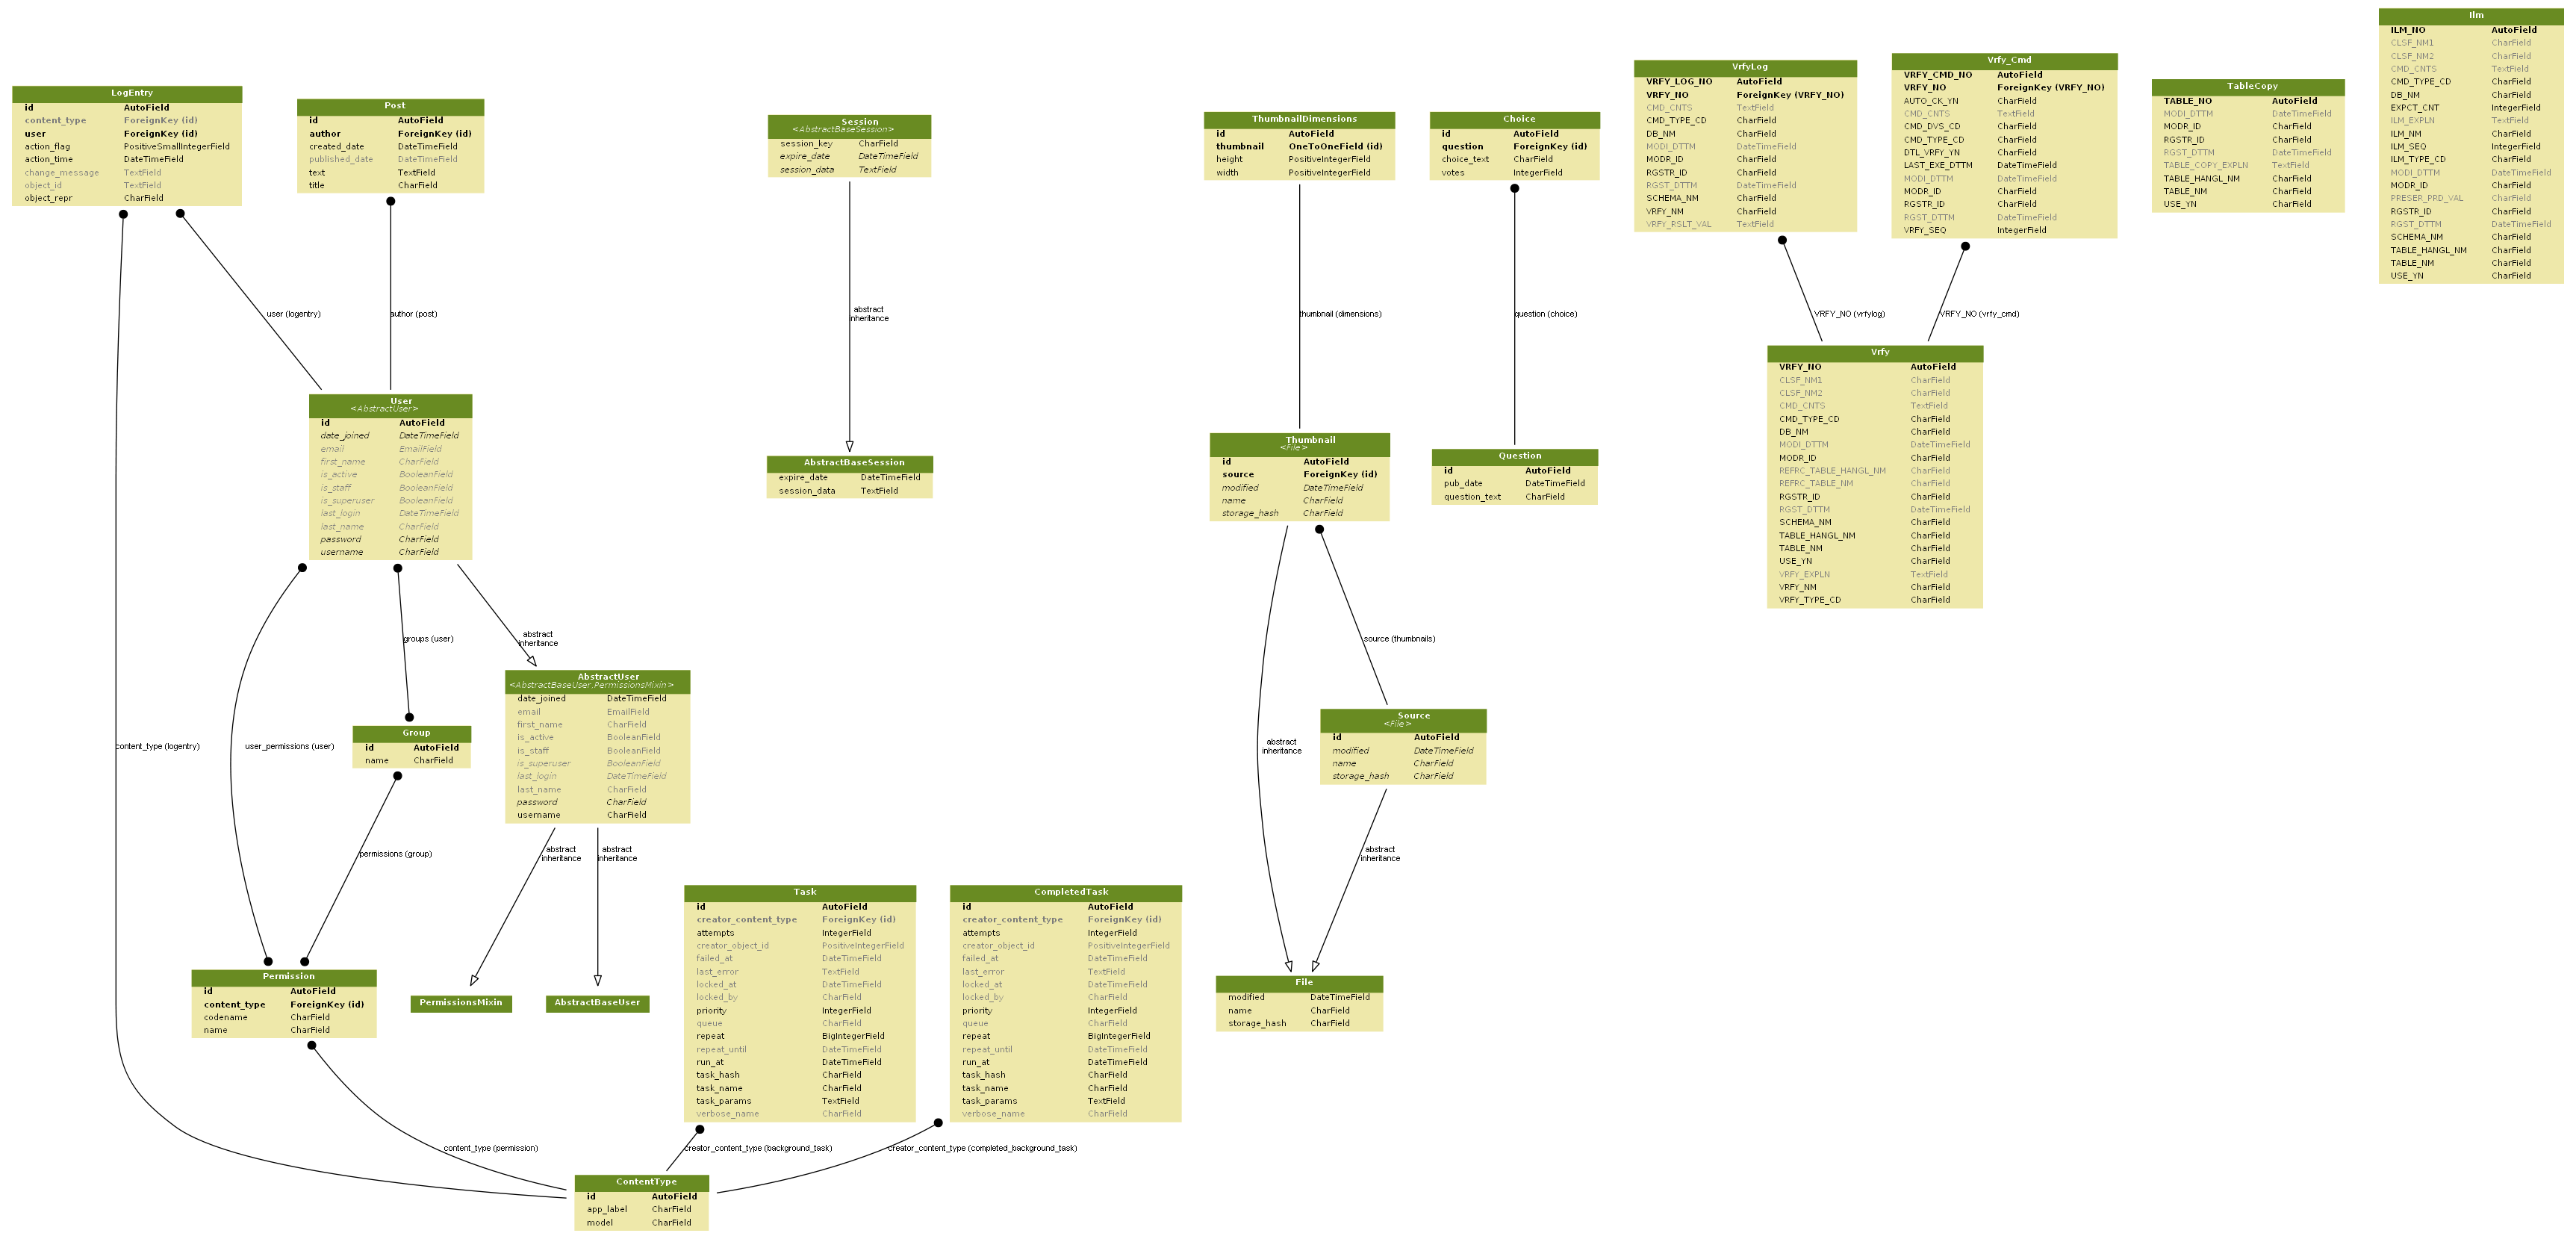 LogEntry
id AutoField
content_type ForeignKey (id)
user ForeignKey (id)
action_flag PositiveSmallIntegerField
action_time DateTimeField
change_message TextField
object_id TextField
object_repr CharField
Post
id AutoField
author ForeignKey (id)
created_date DateTimeField
published_date DateTimeField
text TextField
title CharField
Session
<AbstractBaseSession>
session_key CharField
expire_date DateTimeField
session_data TextField
ThumbnailDimensions
id AutoField
thumbnail OneToOneField (id)
height PositiveIntegerField
width PositiveIntegerField
Choice
id AutoField
question ForeignKey (id)
choice_text CharField
votes IntegerField
VrfyLog
VRFY_LOG_NO AutoField
VRFY_NO ForeignKey (VRFY_NO)
CMD_CNTS TextField
CMD_TYPE_CD CharField
DB_NM CharField
MODI_DTTM DateTimeField
MODR_ID CharField
RGSTR_ID CharField
RGST_DTTM DateTimeField
SCHEMA_NM CharField
VRFY_NM CharField
VRFY_RSLT_VAL TextField
Vrfy_Cmd
VRFY_CMD_NO AutoField
VRFY_NO ForeignKey (VRFY_NO)
AUTO_CK_YN CharField
CMD_CNTS TextField
CMD_DVS_CD CharField
CMD_TYPE_CD CharField
DTL_VRFY_YN CharField
LAST_EXE_DTTM DateTimeField
MODI_DTTM DateTimeField
MODR_ID CharField
RGSTR_ID CharField
RGST_DTTM DateTimeField
VRFY_SEQ IntegerField
TableCopy
TABLE_NO AutoField
MODI_DTTM DateTimeField
MODR_ID CharField
RGSTR_ID CharField
RGST_DTTM DateTimeField
TABLE_COPY_EXPLN TextField
TABLE_HANGL_NM CharField
TABLE_NM CharField
USE_YN CharField
Ilm
ILM_NO AutoField
CLSF_NM1 CharField
CLSF_NM2 CharField
CMD_CNTS TextField
CMD_TYPE_CD CharField
DB_NM CharField
EXPCT_CNT IntegerField
ILM_EXPLN TextField
ILM_NM CharField
ILM_SEQ IntegerField
ILM_TYPE_CD CharField
MODI_DTTM DateTimeField
MODR_ID CharField
PRESER_PRD_VAL CharField
RGSTR_ID CharField
RGST_DTTM DateTimeField
SCHEMA_NM CharField
TABLE_HANGL_NM CharField
TABLE_NM CharField
USE_YN CharField
user (logentry)
author (post)
abstract
inheritance
thumbnail (dimensions)
question (choice)
VRFY_NO (vrfylog)
VRFY_NO (vrfy_cmd)
User
<AbstractUser>
id AutoField
date_joined DateTimeField
email EmailField
first_name CharField
is_active BooleanField
is_staff BooleanField
is_superuser BooleanField
last_login DateTimeField
last_name CharField
password CharField
username CharField
AbstractBaseSession
expire_date DateTimeField
session_data TextField
Thumbnail
<File>
id AutoField
source ForeignKey (id)
modified DateTimeField
name CharField
storage_hash CharField
Question
id AutoField
pub_date DateTimeField
question_text CharField
Vrfy
VRFY_NO AutoField
CLSF_NM1 CharField
CLSF_NM2 CharField
CMD_CNTS TextField
CMD_TYPE_CD CharField
DB_NM CharField
MODI_DTTM DateTimeField
MODR_ID CharField
REFRC_TABLE_HANGL_NM CharField
REFRC_TABLE_NM CharField
RGSTR_ID CharField
RGST_DTTM DateTimeField
SCHEMA_NM CharField
TABLE_HANGL_NM CharField
TABLE_NM CharField
USE_YN CharField
VRFY_EXPLN TextField
VRFY_NM CharField
VRFY_TYPE_CD CharField
groups (user)
abstract
inheritance
source (thumbnails)
content_type (logentry)
user_permissions (user)
Group
id AutoField
name CharField
AbstractUser
<AbstractBaseUser,PermissionsMixin>
date_joined DateTimeField
email EmailField
first_name CharField
is_active BooleanField
is_staff BooleanField
is_superuser BooleanField
last_login DateTimeField
last_name CharField
password CharField
username CharField
abstract
inheritance
Source
<File>
id AutoField
modified DateTimeField
name CharField
storage_hash CharField
permissions (group)
abstract
inheritance
abstract
inheritance
abstract
inheritance
Permission
id AutoField
content_type ForeignKey (id)
codename CharField
name CharField
PermissionsMixin
AbstractBaseUser
Task
id AutoField
creator_content_type ForeignKey (id)
attempts IntegerField
creator_object_id PositiveIntegerField
failed_at DateTimeField
last_error TextField
locked_at DateTimeField
locked_by CharField
priority IntegerField
queue CharField
repeat BigIntegerField
repeat_until DateTimeField
run_at DateTimeField
task_hash CharField
task_name CharField
task_params TextField
verbose_name CharField
CompletedTask
id AutoField
creator_content_type ForeignKey (id)
attempts IntegerField
creator_object_id PositiveIntegerField
failed_at DateTimeField
last_error TextField
locked_at DateTimeField
locked_by CharField
priority IntegerField
queue CharField
repeat BigIntegerField
repeat_until DateTimeField
run_at DateTimeField
task_hash CharField
task_name CharField
task_params TextField
verbose_name CharField
File
modified DateTimeField
name CharField
storage_hash CharField
content_type (permission)
creator_content_type (background_task)
creator_content_type (completed_background_task)
ContentType
id AutoField
app_label CharField
model CharField